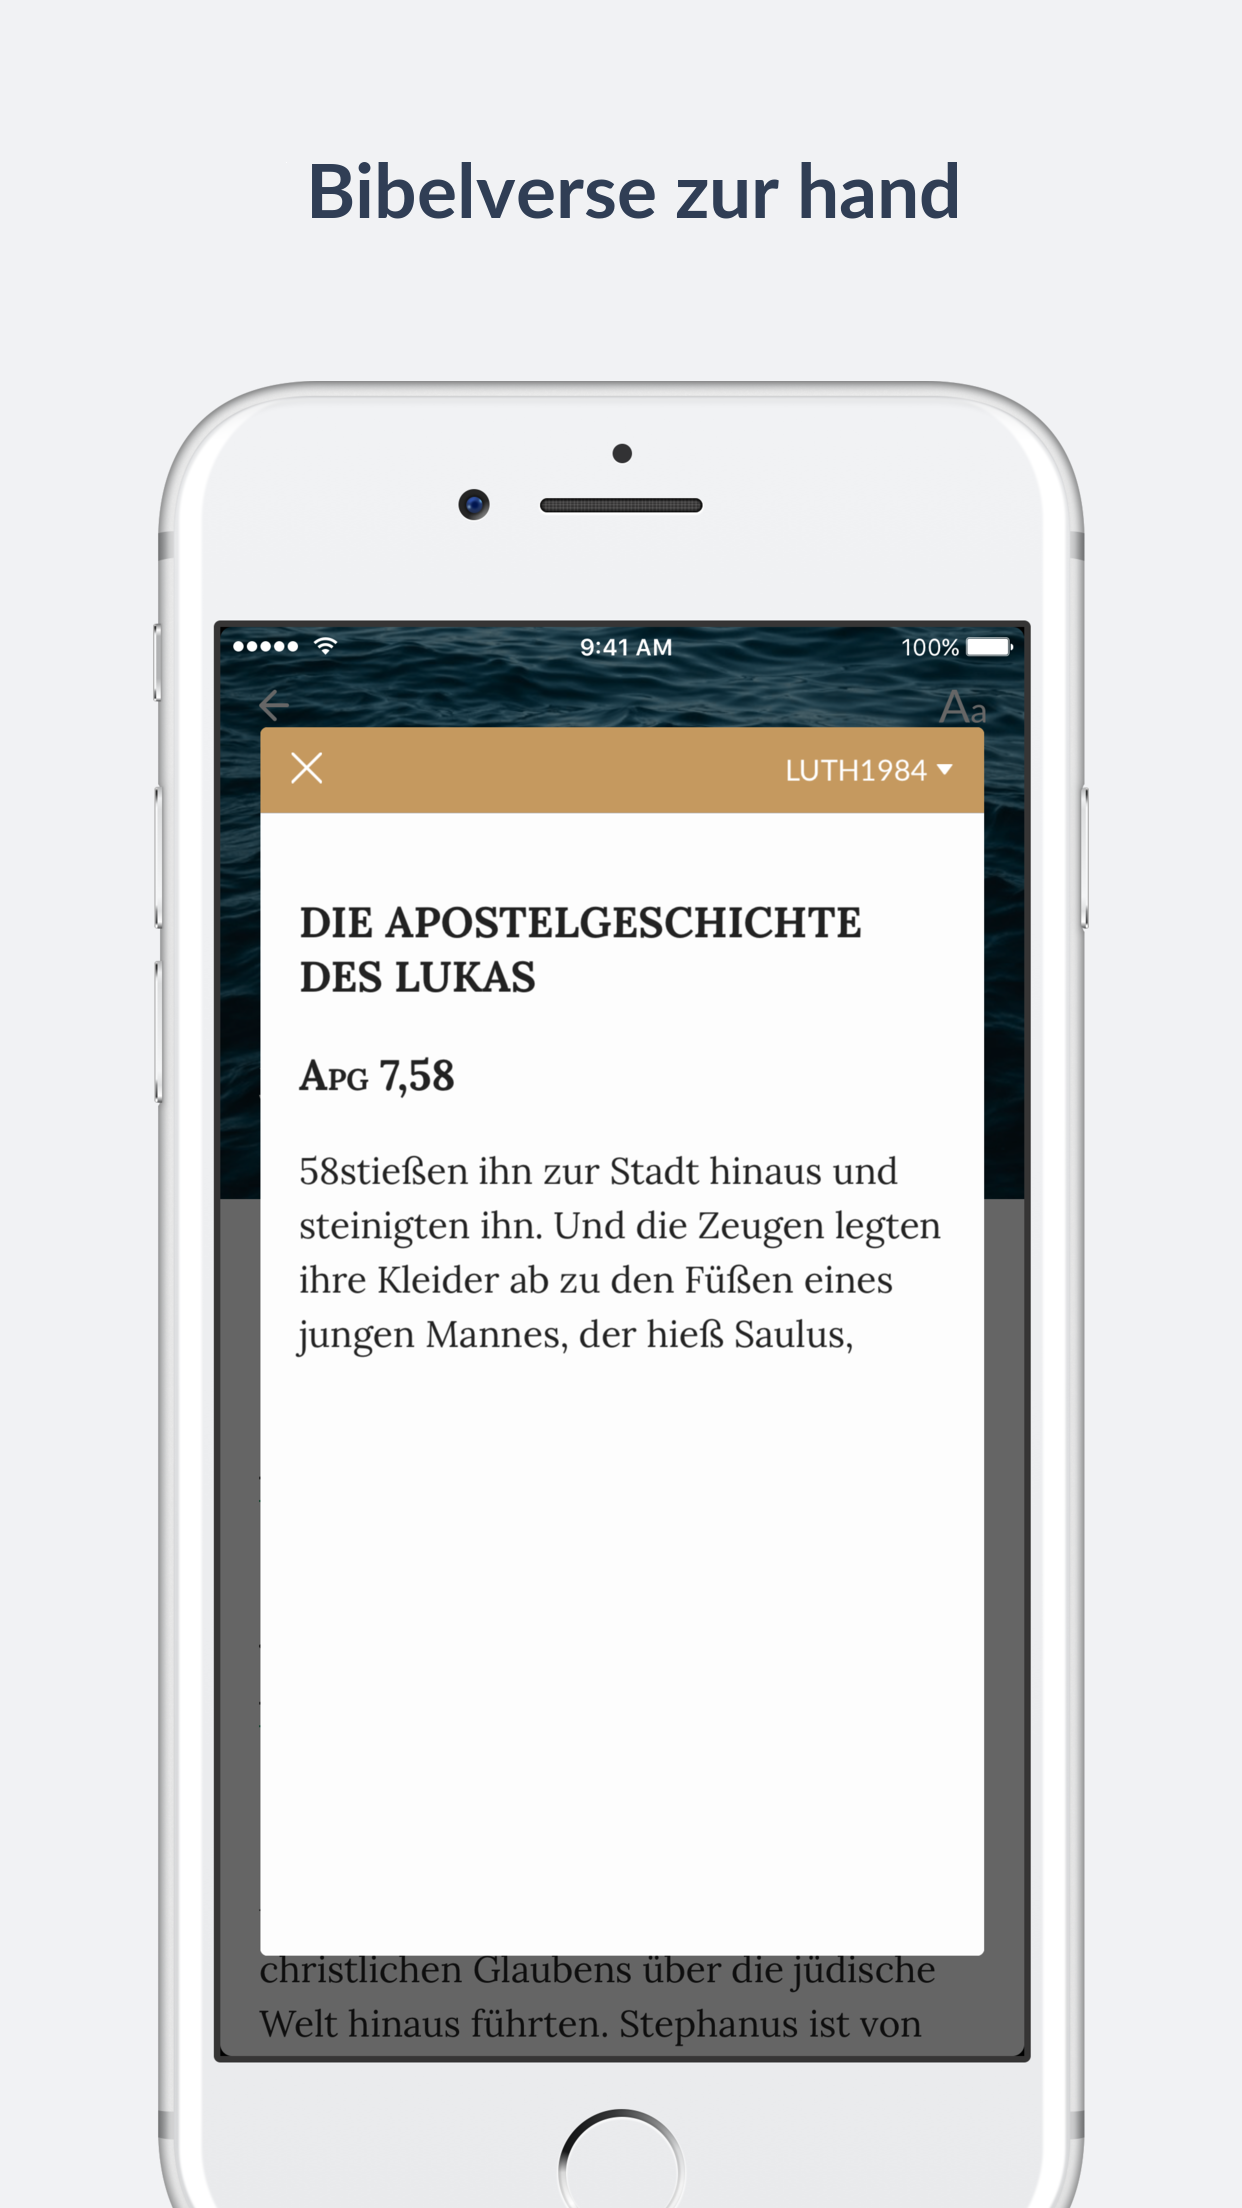 Bibelverse zur hand
9:41 AM
100%
Aa
LUTH1984
DIE APOSTELGESCHICHTE
DES LUKAS
APG 7,58
58stießen ihn zur Stadt hinaus und
steinigten ihn. Und die Zeugen legten
ihre Kleider ab zu den Füßen eines
jungen Mannes, der hieß Saulus,
christlichen Glaubens über die jüdische
Welt hinaus führten. Stephanus ist von